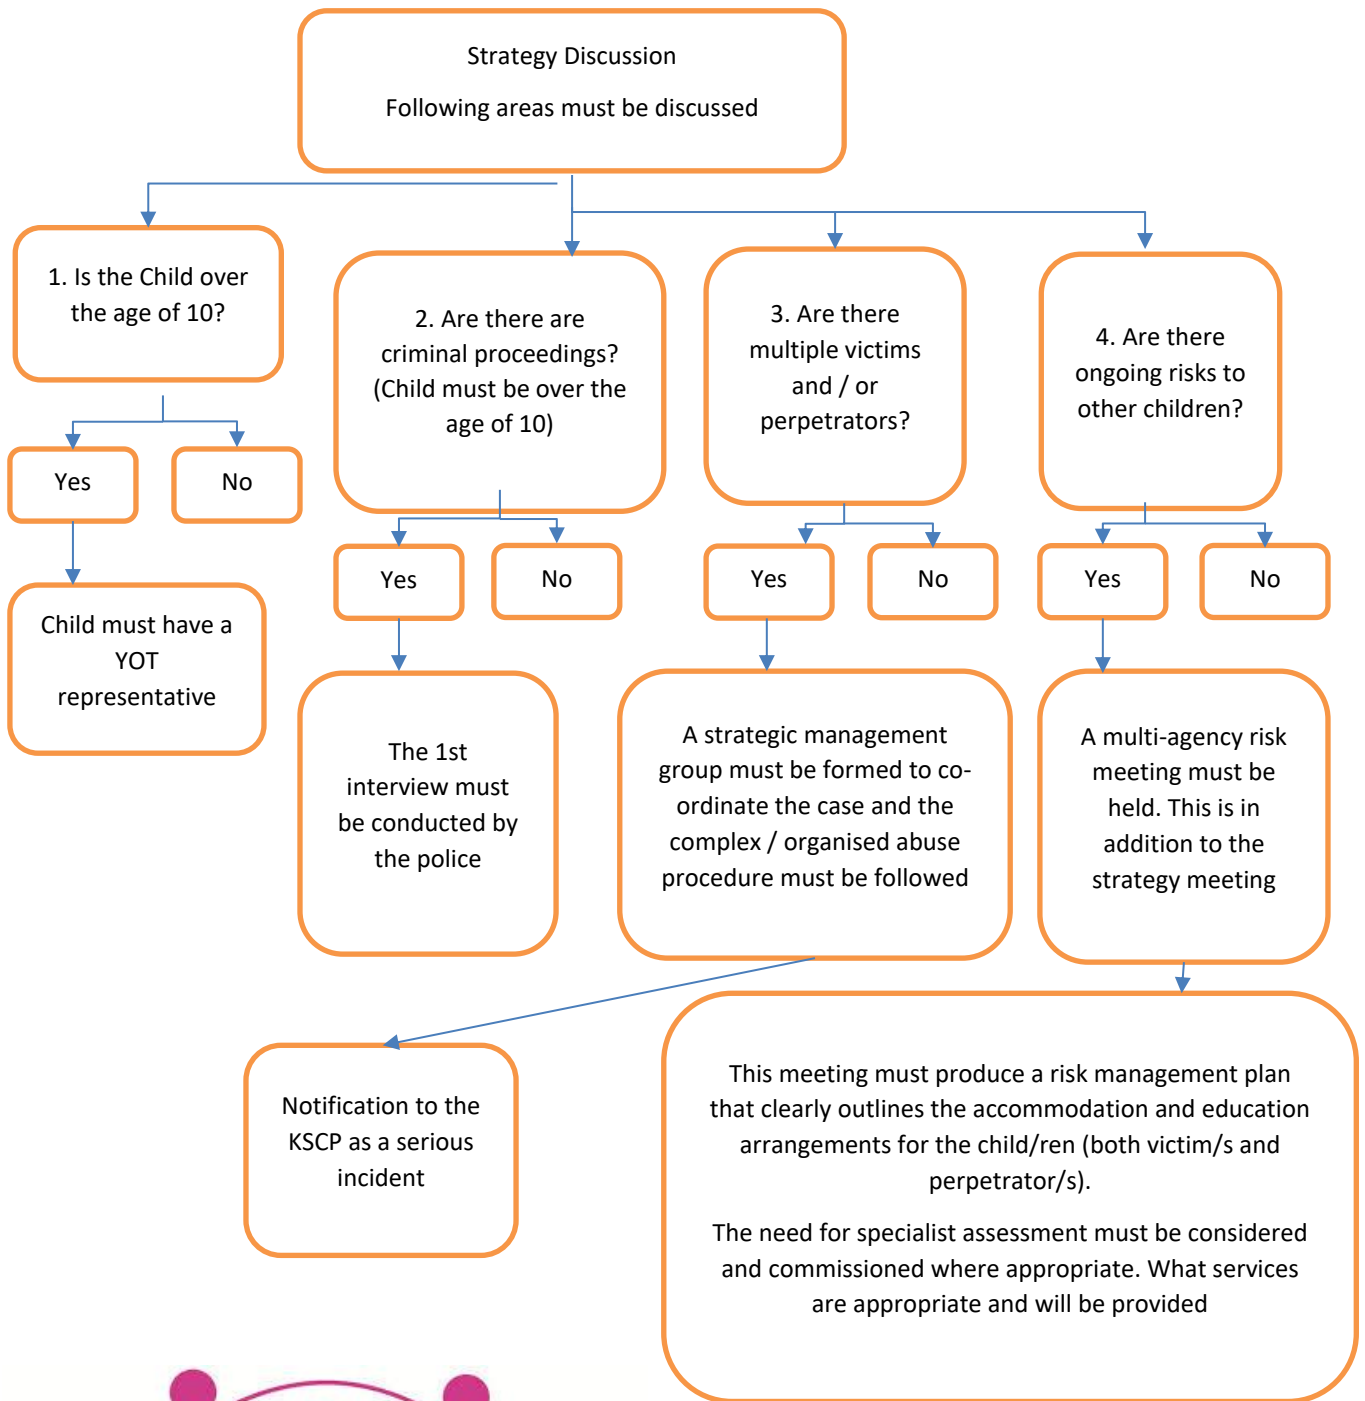 Strategy Discussion
Following areas must be discussed
1. Is the Child over
the age of 10?
2. Are there are
criminal proceedings?
(Child must be over the
age of 10)
3. Are there
multiple victims
and / or
perpetrators?
4. Are there
ongoing risks to
other children?
Yes
No
Yes
No
Yes
No
Yes
No
Child must have a
YOT
representative
The 1st
interview must
be conducted by
the police
A strategic management
group must be formed to co-
ordinate the case and the
complex / organised abuse
procedure must be followed
A multi-agency risk
meeting must be
held. This is in
addition to the
strategy meeting
Notification to the
KSCP as a serious
incident
This meeting must produce a risk management plan
that clearly outlines the accommodation and education
arrangements for the child/ren (both victim/s and
perpetrator/s).
The need for specialist assessment must be considered
and commissioned where appropriate. What services
are appropriate and will be provided